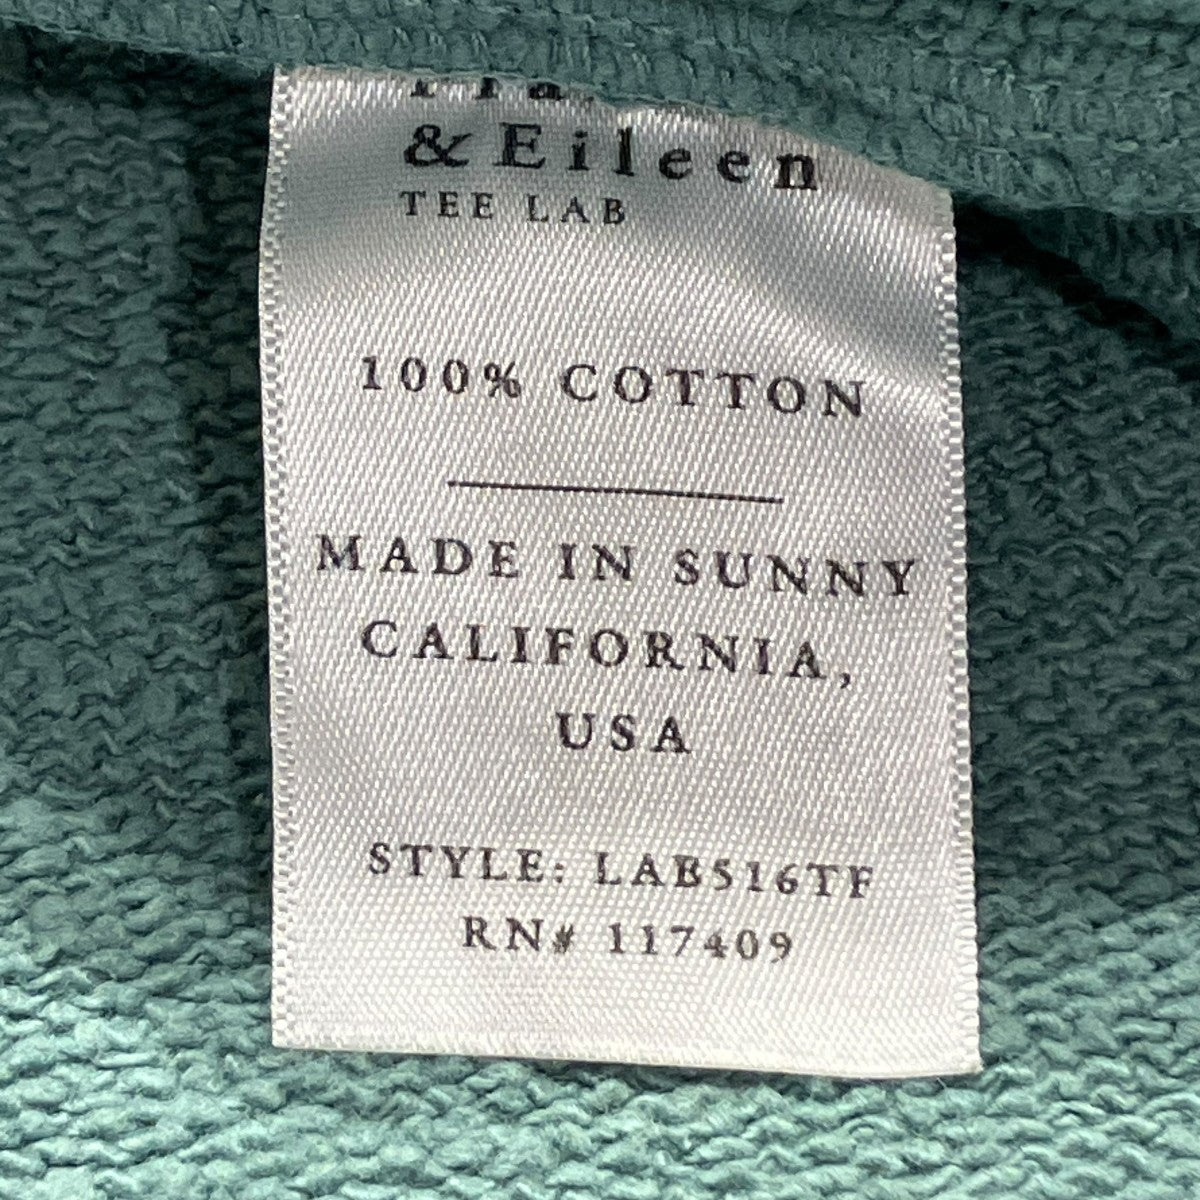 & Eileen
TEE LAB
100% COTTON
MADE IN SUNNY
CALIFORNIA,
USA
STYLE: LAB516TF
RN# 117409